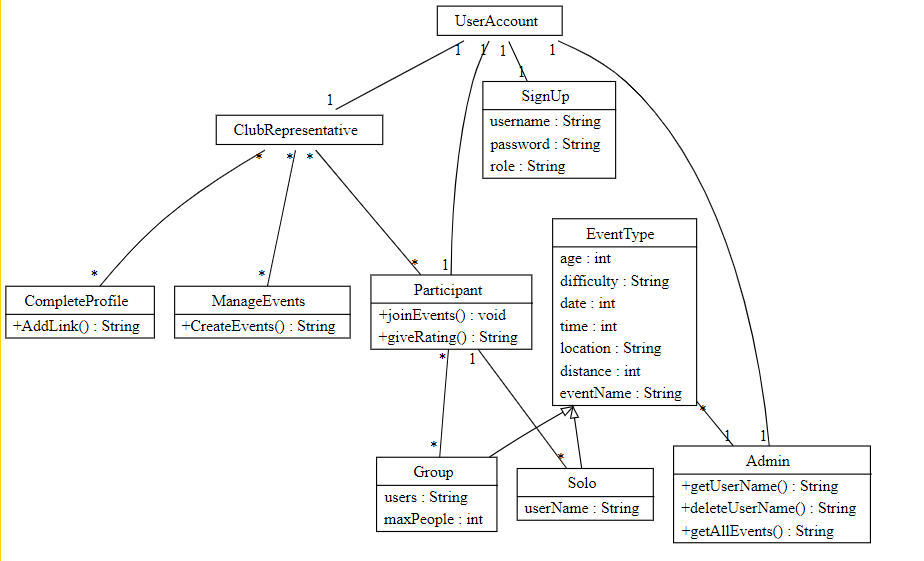 UserAccount
1 1 1 1
1
SignUp
username : String
password : String
role : String
1
ClubRepresentative
* * *
EventType
age : int
difficulty : String
date : int
time : int
location : String
distance : int
eventName : String
* * * 1
CompleteProfile
+AddLink() : String
ManageEvents
+CreateEvents() : String
Participant
+joinEvents() : void
+giveRating() : String
* 1
*
1 1
* *
Group
users : String
maxPeople : int
Solo
userName : String
Admin
+getUserName() : String
+deleteUserName() : String
+getAllEvents() : String